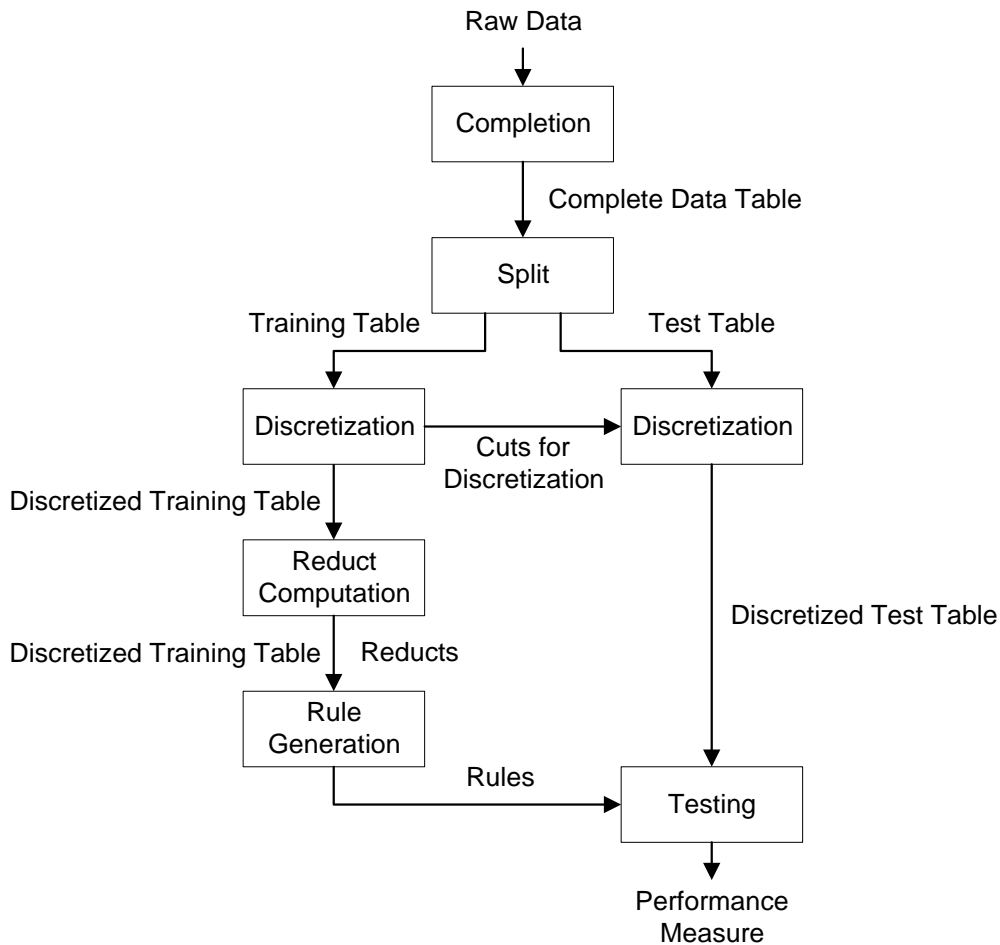 Raw Data
Completion
Complete Data Table
Split
Training Table
Test Table
Discretization
Cuts for
Discretization
Discretization
Discretized Training Table
Reduct
Computation
Discretized Test Table
Discretized Training Table
Reducts
Rule
Generation
Rules
Testing
Performance
Measure